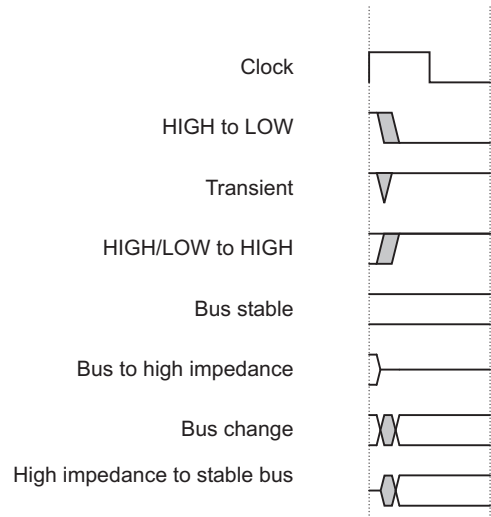 Clock
HIGH to LOW
Transient
HIGH/LOW to HIGH
Bus stable
Bus to high impedance
Bus change
High impedance to stable bus